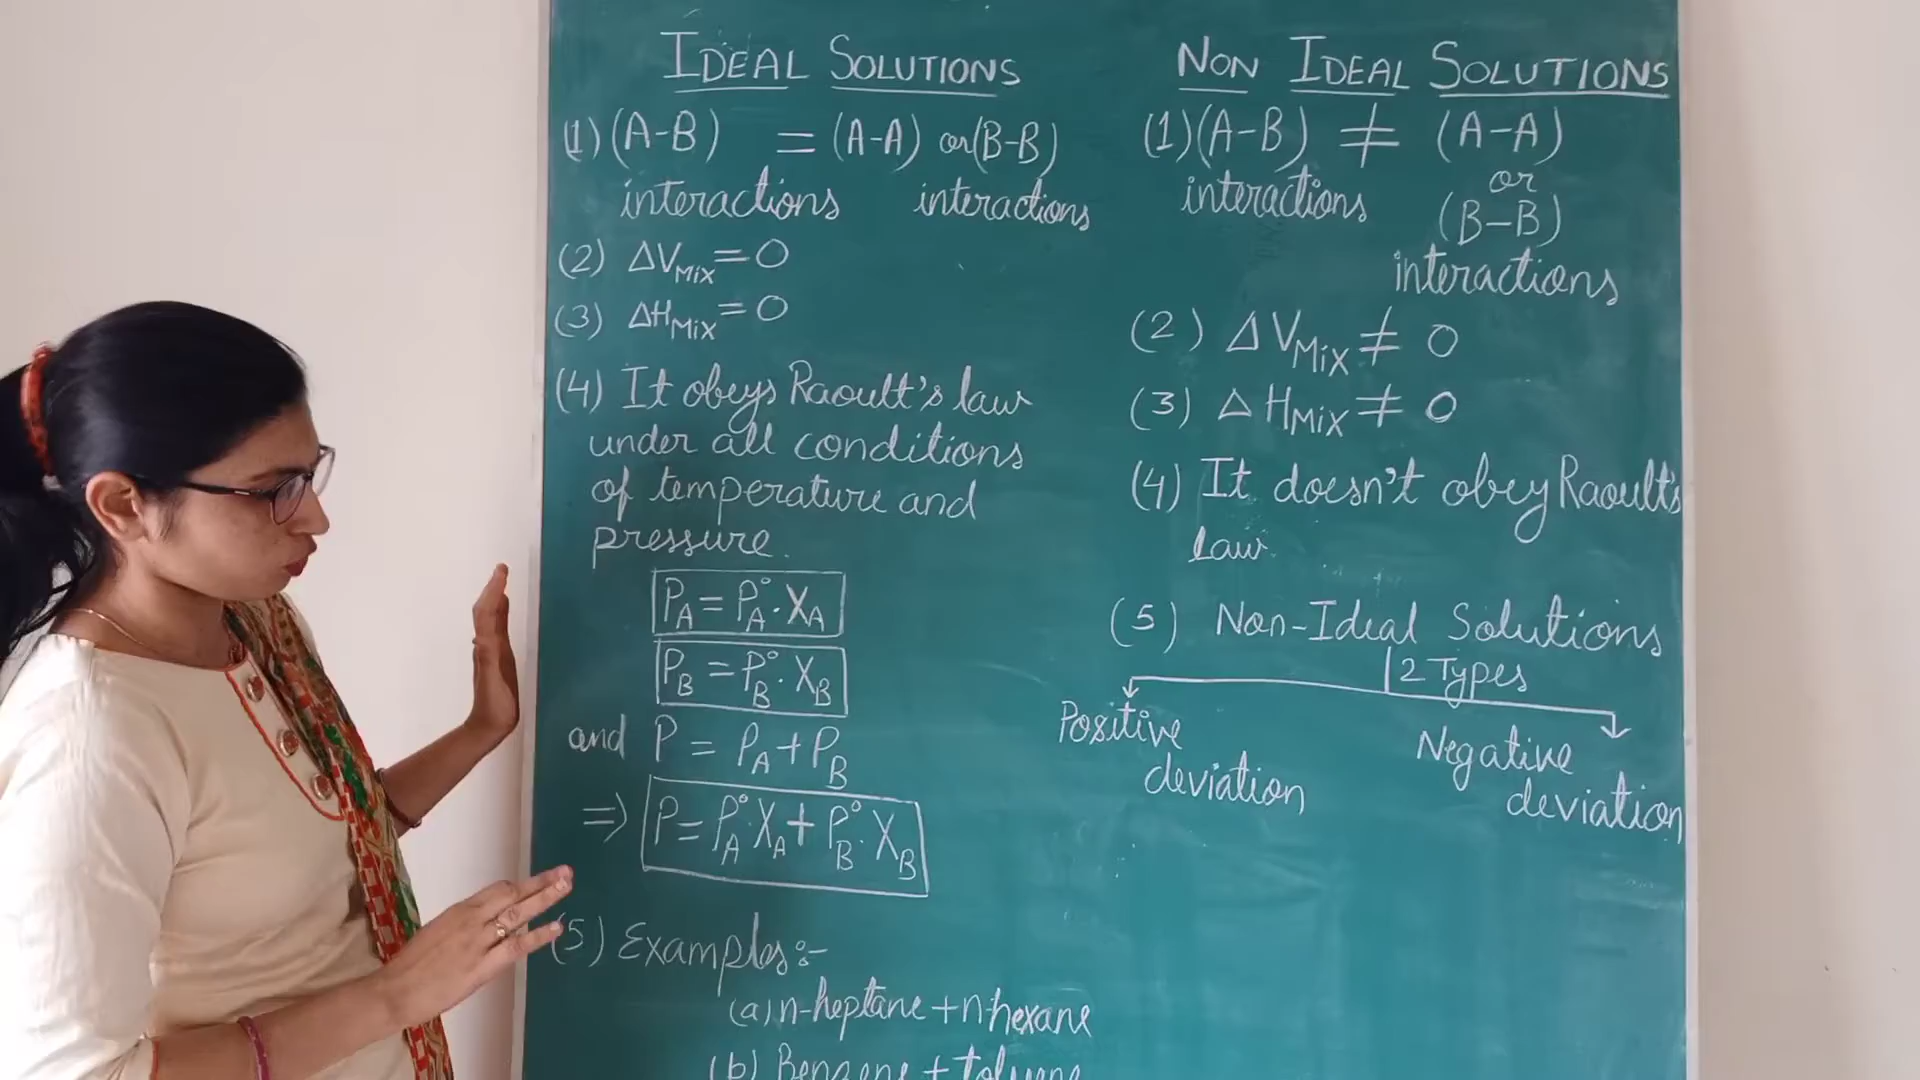 IDEAL SOLUTIONS
(1) (A-B) = (A-A) or (B-B)
interactions interactions
(2) ΔV_Mix = 0
(3) ΔH_Mix = 0
(4) It obeys Raoult's law
under all conditions
of temperature and
pressure.
P_A = P°_A . X_A
P_B = P°_B . X_B
and P = P_A + P_B
⇒ P = P°_A . X_A + P°_B . X_B
(5) Examples:-
(a) n-heptane + n-hexane
(b) Benzene + toluene
NON IDEAL SOLUTIONS
(1) (A-B) ≠ (A-A)
interactions or
(B-B)
interactions
(2) ΔV_Mix ≠ 0
(3) ΔH_Mix ≠ 0
(4) It doesn't obey Raoult's
law.
(5) Non-Ideal Solutions
2 Types
Positive
deviation
Negative
deviation